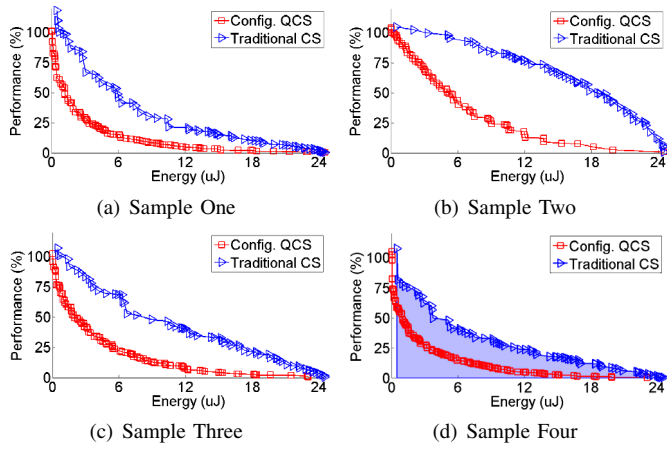 Config. QCS
Traditional CS
Performance (%)
100
75
50
25
0
0
6
12
18
24
Energy (uJ)
(a) Sample One
Config. QCS
Traditional CS
Performance (%)
100
75
50
25
0
0
6
12
18
24
Energy (uJ)
(b) Sample Two
Config. QCS
Traditional CS
Performance (%)
100
75
50
25
0
0
6
12
18
24
Energy (uJ)
(c) Sample Three
Config. QCS
Traditional CS
Performance (%)
100
75
50
25
0
0
6
12
18
24
Energy (uJ)
(d) Sample Four